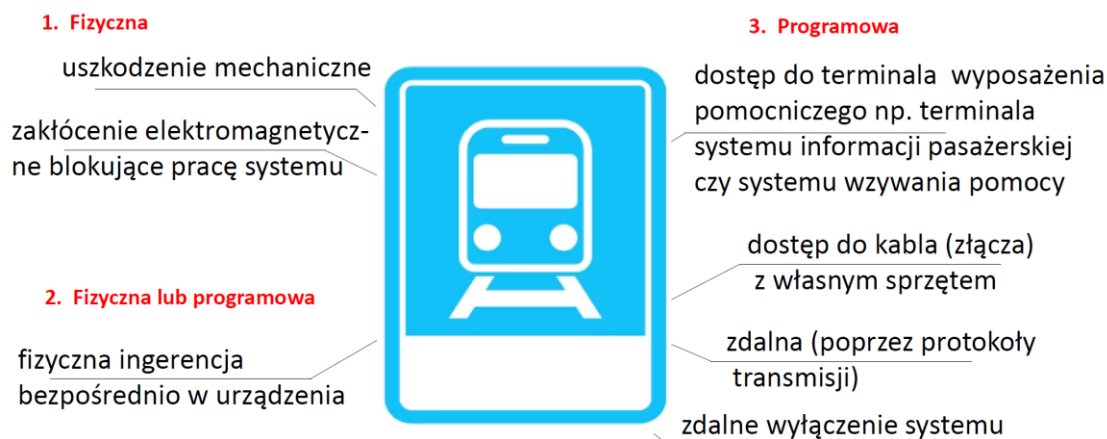 1. Fizyczna
uszkodzenie mechaniczne
zakłócenie elektromagnetycz-
ne blokujące pracę systemu
2. Fizyczna lub programowa
fizyczna ingerencja
bezpośrednio w urządzenia
3. Programowa
dostęp do terminala wyposażenia
pomocniczego np. terminala
systemu informacji pasażerskiej
czy systemu wzywania pomocy
dostęp do kabla (złącza)
z własnym sprzętem
zdalna (poprzez protokoły
transmisji)
zdalne wyłączenie systemu